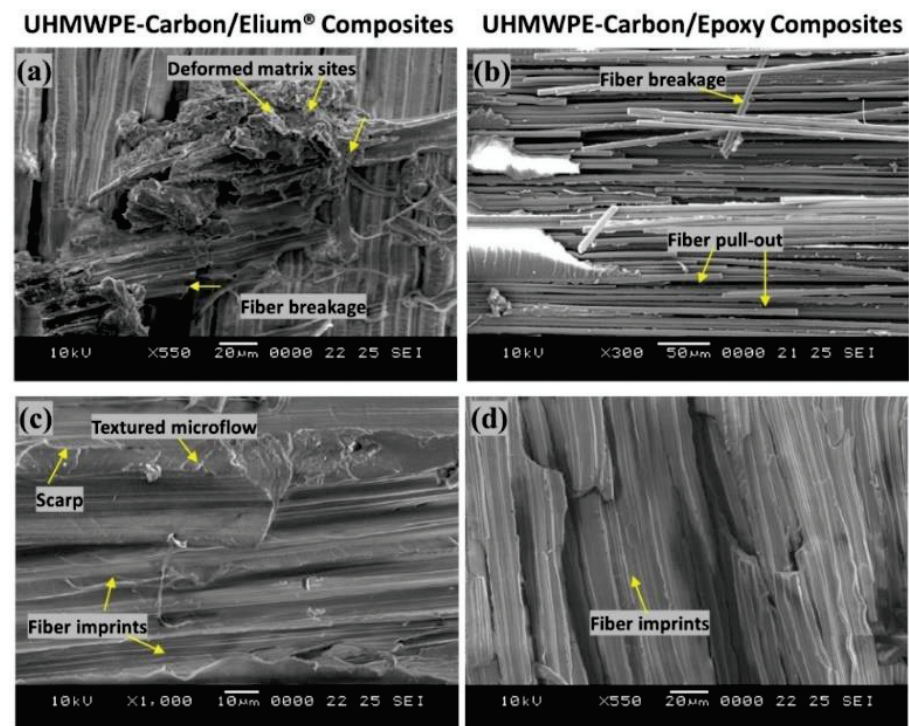 UHMWPE-Carbon/Elium® Composites
UHMWPE-Carbon/Epoxy Composites
(a)
Deformed matrix sites
Fiber breakage
10kV X550 20µm 0000 22 25 SEI
(b)
Fiber breakage
Fiber pull-out
10kV X300 50µm 0000 21 25 SEI
(c)
Textured microflow
Scarp
Fiber imprints
10kV X1,000 10µm 0000 22 25 SEI
(d)
Fiber imprints
10kV X550 20µm 0000 22 25 SEI